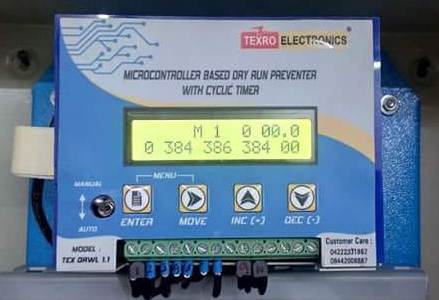 TEXRO ELECTRONICS
MICROCONTROLLER BASED DRY RUN PREVENTER
WITH CYCLIC TIMER
M 1 0 00.0
0 384 386 384 00
MENU
MANUAL
AUTO
ENTER MOVE INC (+) DEC (-)
MODEL :
TEX DRWL 1.1
Customer Care :
04222331862